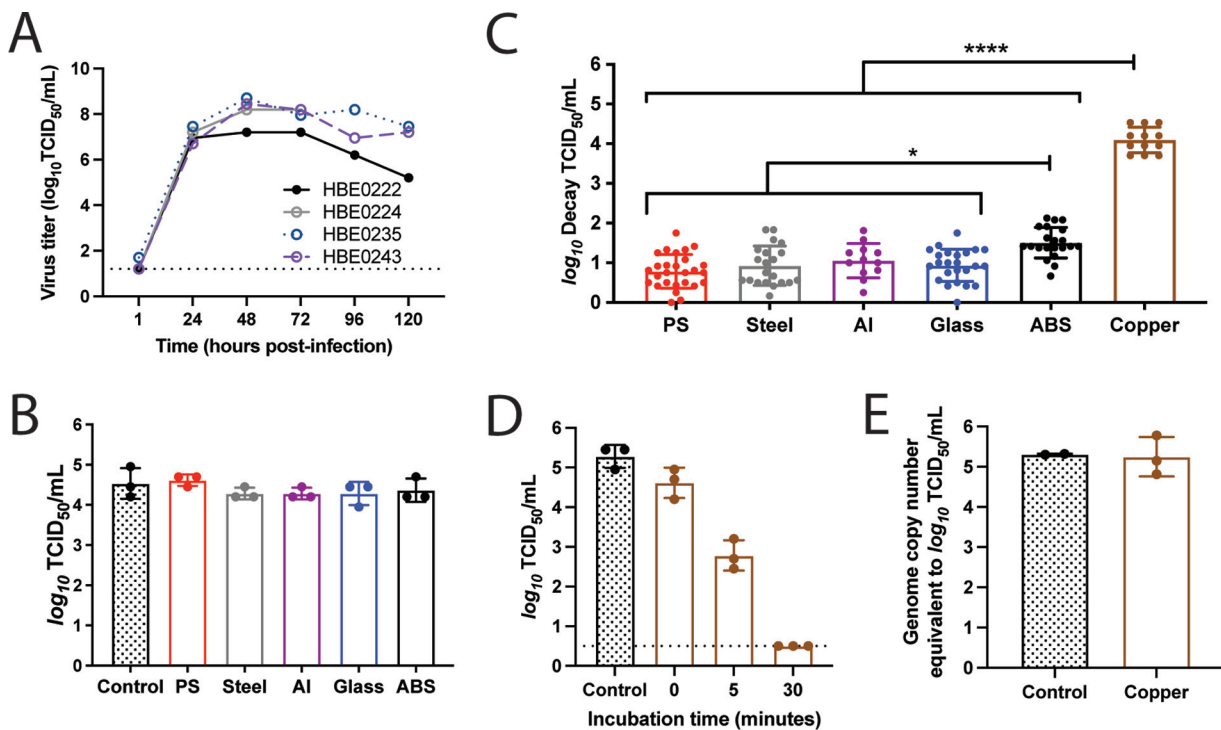 A
Virus titer (log10TCID50/mL)
10
8
6
4
2
0
HBE0222
HBE0224
HBE0235
HBE0243
1 24 48 72 96 120
Time (hours post-infection)
C
log10 Decay TCID50/mL
6
5
4
3
2
1
0
****
*
PS Steel Al Glass ABS Copper
B
log10 TCID50/mL
6
5
4
3
2
1
0
Control PS Steel Al Glass ABS
D
log10 TCID50/mL
6
5
4
3
2
1
0
Control 0 5 30
Incubation time (minutes)
E
Genome copy number
equivalent to log10 TCID50/mL
6
5
4
3
2
1
0
Control Copper